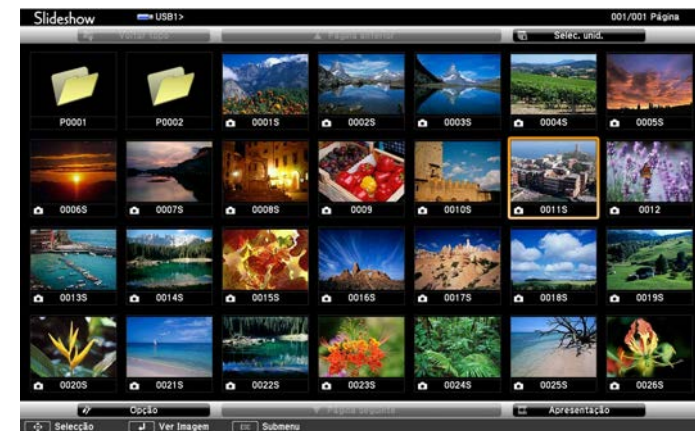 Slideshow USB1> 001/001 Página
Voltar topo Página anterior Selec. unid.
P0001 P0002 0001S 0002S 0003S 0004S 0005S
0006S 0007S 0008S 0009 0010S 0011S 0012
0013S 0014S 0015S 0016S 0017S 0018S 0019S
0020S 0021S 0022S 0023S 0024S 0025S 0026S
Opção Página seguinte Apresentação
Selecção Ver Imagem Esc Submenu